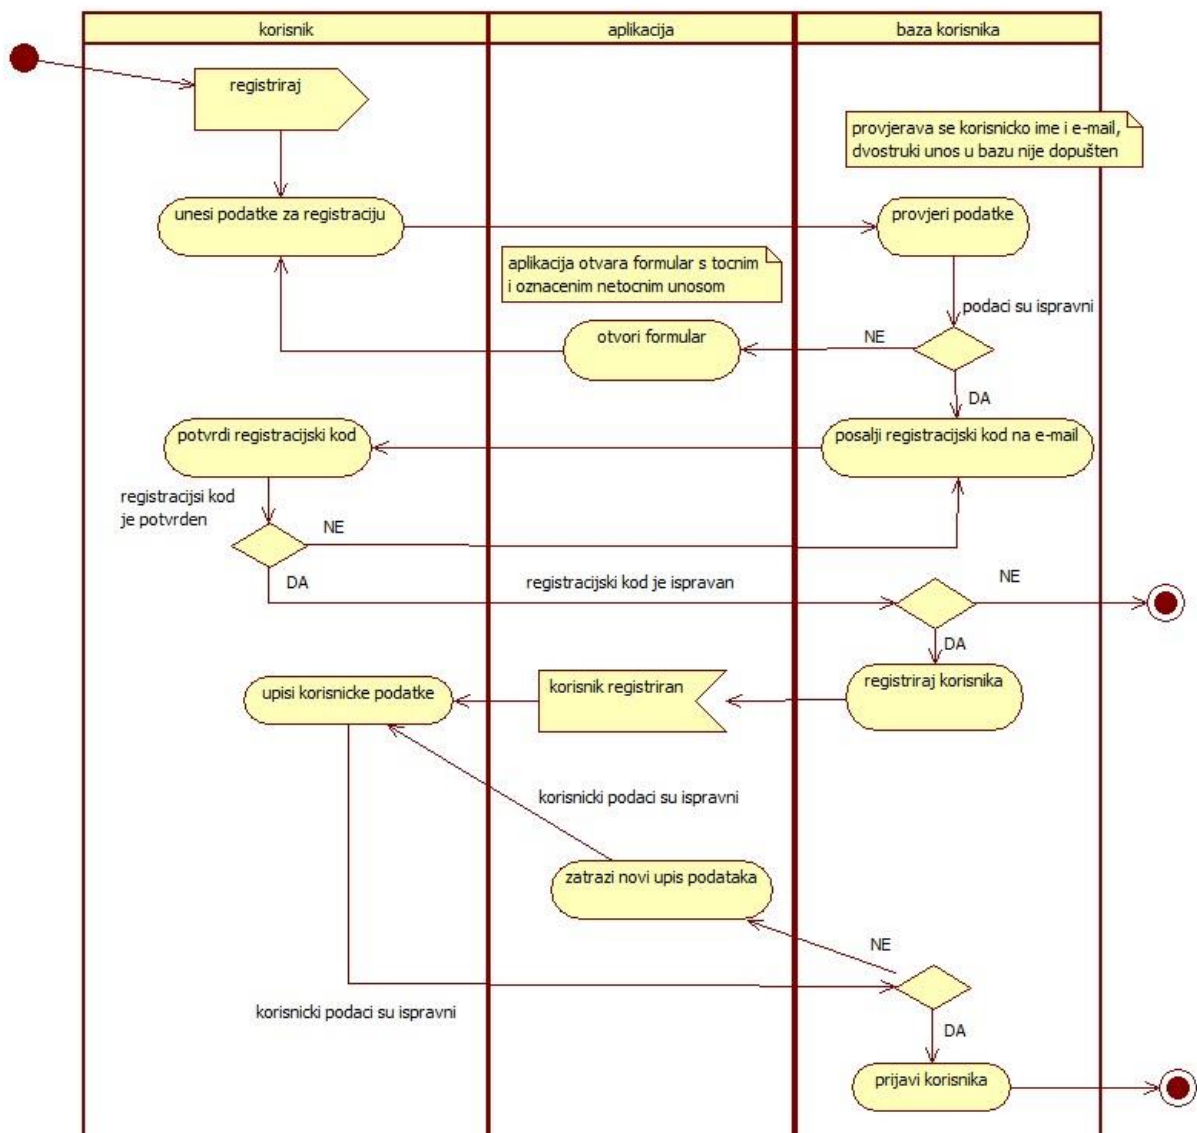 korisnik
aplikacija
baza korisnika
registriraj
provjerava se korisnicko ime i e-mail,
dvostruki unos u bazu nije dopušten
unesi podatke za registraciju
provjeri podatke
aplikacija otvara formular s tocnim
i oznacenim netocnim unosom
podaci su ispravni
otvori formular
NE
DA
potvrdi registracijski kod
posalji registracijski kod na e-mail
registracijsi kod
je potvrden
NE
DA
registracijski kod je ispravan
NE
DA
upisi korisnicke podatke
korisnik registriran
registriraj korisnika
korisnicki podaci su ispravni
zatrazi novi upis podataka
NE
korisnicki podaci su ispravni
DA
prijavi korisnika